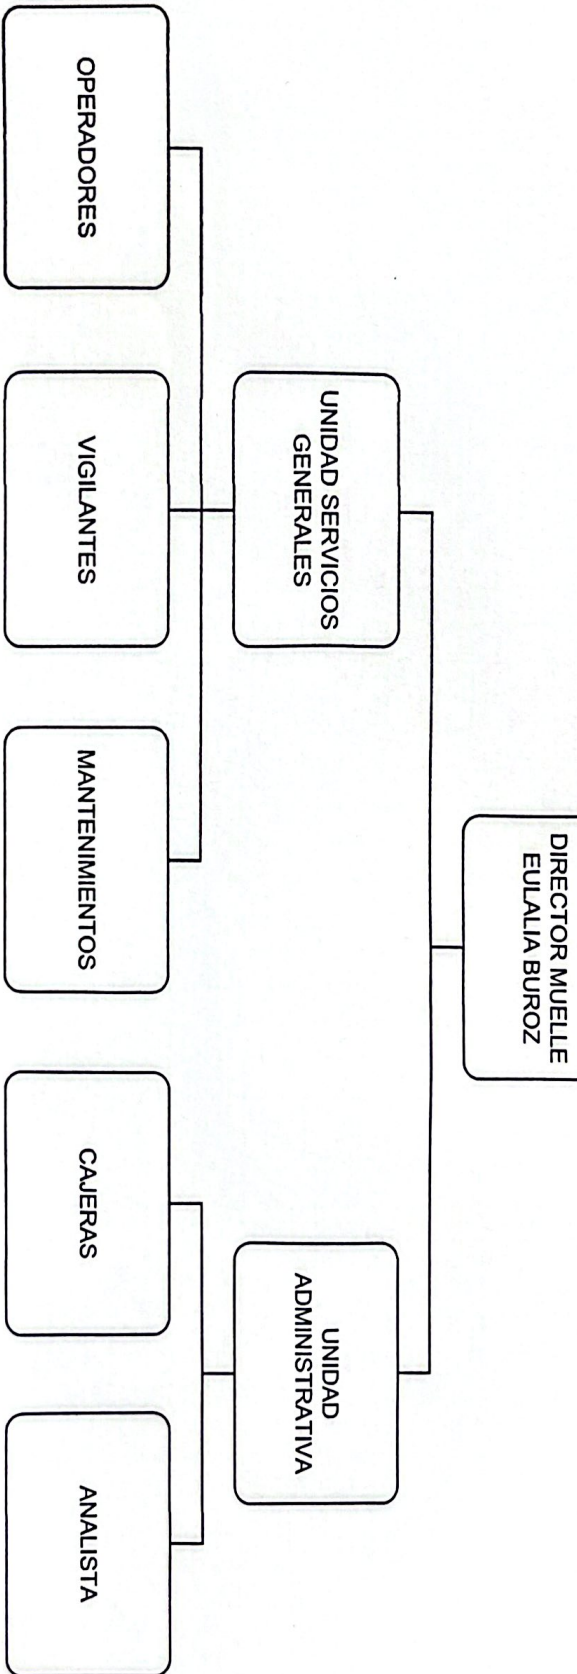 DIRECTOR MUELLE
EULALIA BUROZ
UNIDAD SERVICIOS
GENERALES
UNIDAD
ADMINISTRATIVA
OPERADORES
VIGILANTES
MANTENIMIENTOS
CAJERAS
ANALISTA